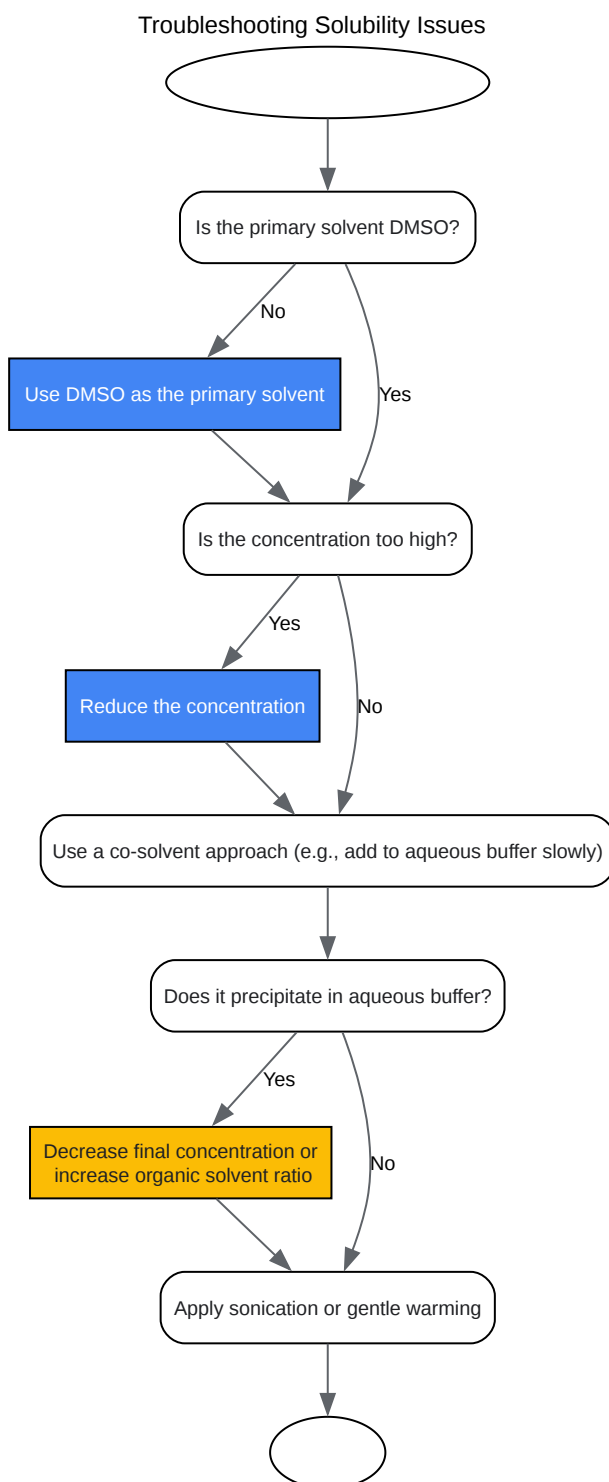 Troubleshooting Solubility Issues
Is the primary solvent DMSO?
No
Use DMSO as the primary solvent
Yes
Is the concentration too high?
Yes
Reduce the concentration
No
Use a co-solvent approach (e.g., add to aqueous buffer slowly)
Does it precipitate in aqueous buffer?
Yes
Decrease final concentration or
increase organic solvent ratio
No
Apply sonication or gentle warming